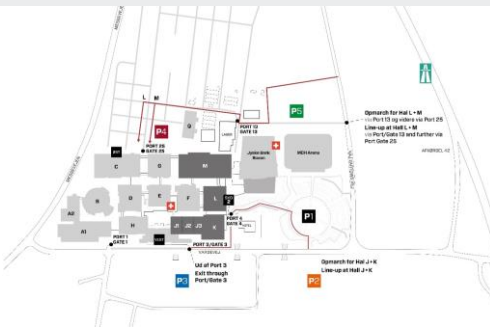 L M
P4
PORT 13
GATE 13
P5
Opmarch for Hal L + M
via Port 13 og videre via Port 25
Line-up at Hall L + M
via Port/Gate 13 and further via
Port Gate 25
PORT 25
GATE 25
C
G
M
MCH Arena
A2
B
D
E
F
L
P1
A1
H
J1
J2
J3
K
PORT 4
GATE 4
PORT 1
GATE 1
PORT 3/GATE 3
Ud af Port 3
Exit through
Port/Gate 3
P3
P2
Opmarch for Hal J + K
Line-up at Hall J + K